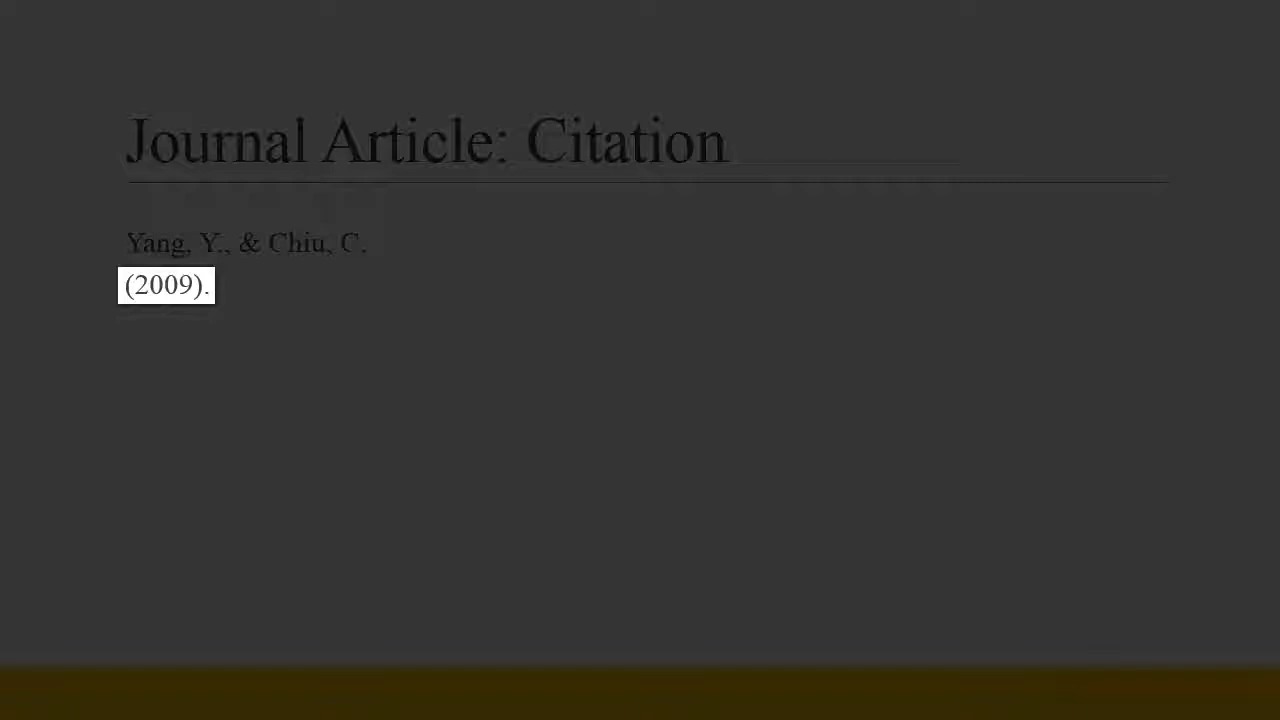 Journal Article: Citation
Yang, Y., & Chiu, C.
(2009).